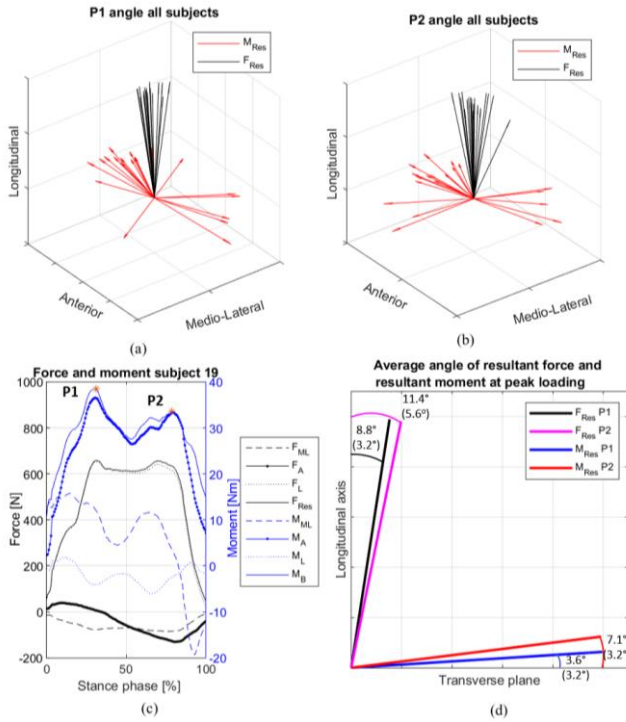 P1 angle all subjects
M_Res
F_Res
Longitudinal
Anterior
Medio-Lateral
(a)
P2 angle all subjects
M_Res
F_Res
Longitudinal
Anterior
Medio-Lateral
(b)
Force and moment subject 19
P1
P2
1000
800
600
400
200
0
-200
Force [N]
40
30
20
10
0
-10
-20
Moment [Nm]
0
50
100
Stance phase [%]
F_ML
F_A
F_L
F_Res
M_ML
M_A
M_L
M_B
(c)
Average angle of resultant force and
resultant moment at peak loading
11.4°
(5.6°)
8.8°
(3.2°)
F_Res P1
F_Res P2
M_Res P1
M_Res P2
Longitudinal axis
7.1°
(3.2°)
3.6°
(3.2°)
Transverse plane
(d)